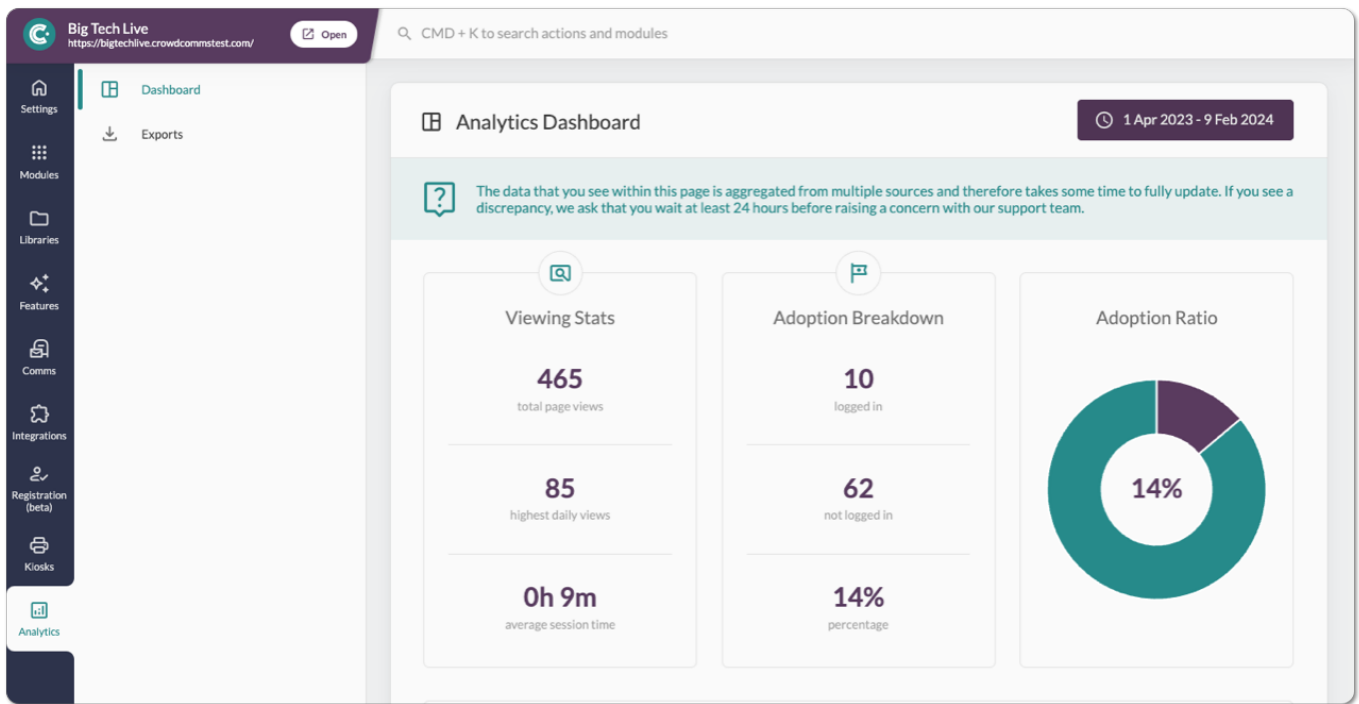 Big Tech Live
https://bigtechlive.crowdcommstest.com/
Open
CMD + K to search actions and modules
Settings
Modules
Libraries
Features
Comms
Integrations
Registration
(beta)
Kiosks
Analytics
Dashboard
Exports
Analytics Dashboard
1 Apr 2023 - 9 Feb 2024
The data that you see within this page is aggregated from multiple sources and therefore takes some time to fully update. If you see a
discrepancy, we ask that you wait at least 24 hours before raising a concern with our support team.
Viewing Stats
465
total page views
85
highest daily views
0h 9m
average session time
Adoption Breakdown
10
logged in
62
not logged in
14%
percentage
Adoption Ratio
14%